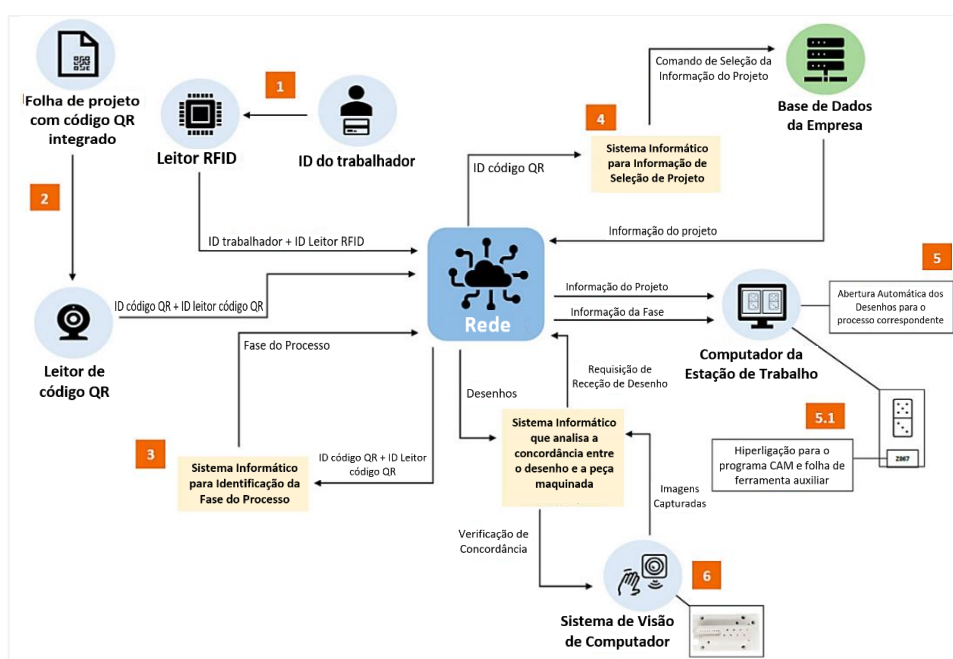 Folha de projeto
com código QR
integrado
1
Leitor RFID
ID do trabalhador
2
ID trabalhador + ID Leitor RFID
ID código QR + ID leitor código QR
Leitor de
código QR
ID código QR
4
Sistema Informático
para Informação de
Seleção de Projeto
Comando de Seleção da
Informação do Projeto
Base de Dados
da Empresa
Informação do projeto
Rede
Informação do Projeto
Informação da Fase
Computador da
Estação de Trabalho
5
Abertura Automática dos
Desenhos para o
processo correspondente
5.1
Z867
Hiperligação para o
programa CAM e folha de
ferramenta auxiliar
Fase do Processo
3
Sistema Informático
para Identificação da
Fase do Processo
ID código QR + ID Leitor
código QR
Desenhos
Requisição de
Receção de Desenho
Sistema Informático
que analisa a
concordância entre
o desenho e a peça
maquinada
Imagens
Capturadas
Verificação de
Concordância
6
Sistema de Visão
de Computador